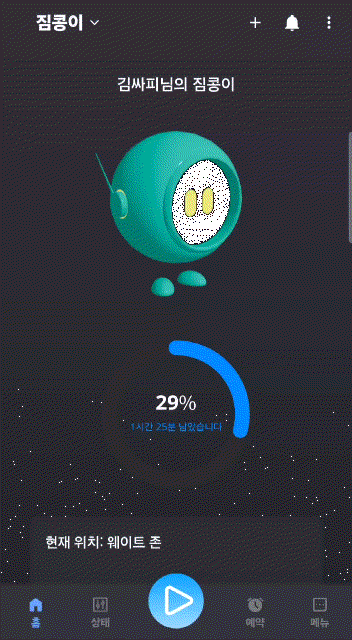 짐콩이
김싸피님의 짐콩이
29%
1시간 25분 남았습니다
현재 위치: 웨이트 존
홈
상태
예약
메뉴